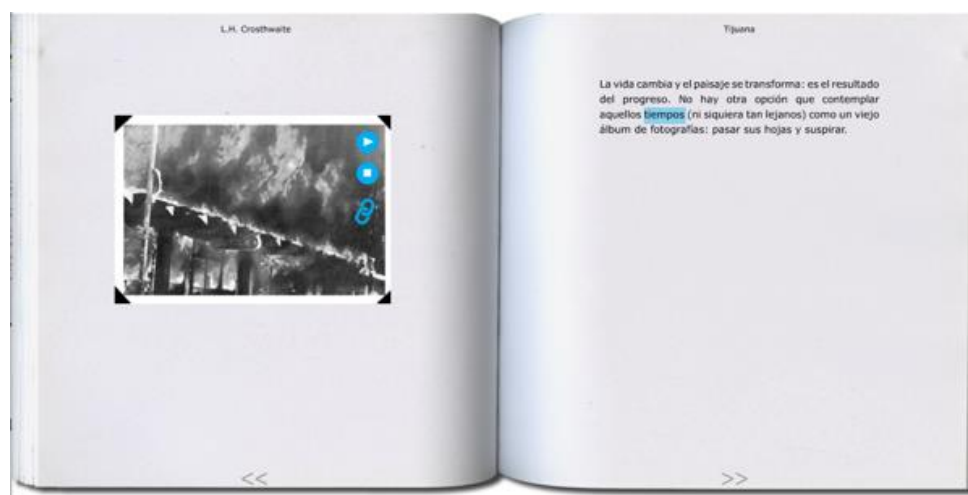 L.H. Crosthwaite
Tijuana
La vida cambia y el paisaje se transforma: es el resultado
del progreso. No hay otra opción que contemplar
aquellos tiempos (ni siquiera tan lejanos) como un viejo
álbum de fotografías: pasar sus hojas y suspirar.
<< >>